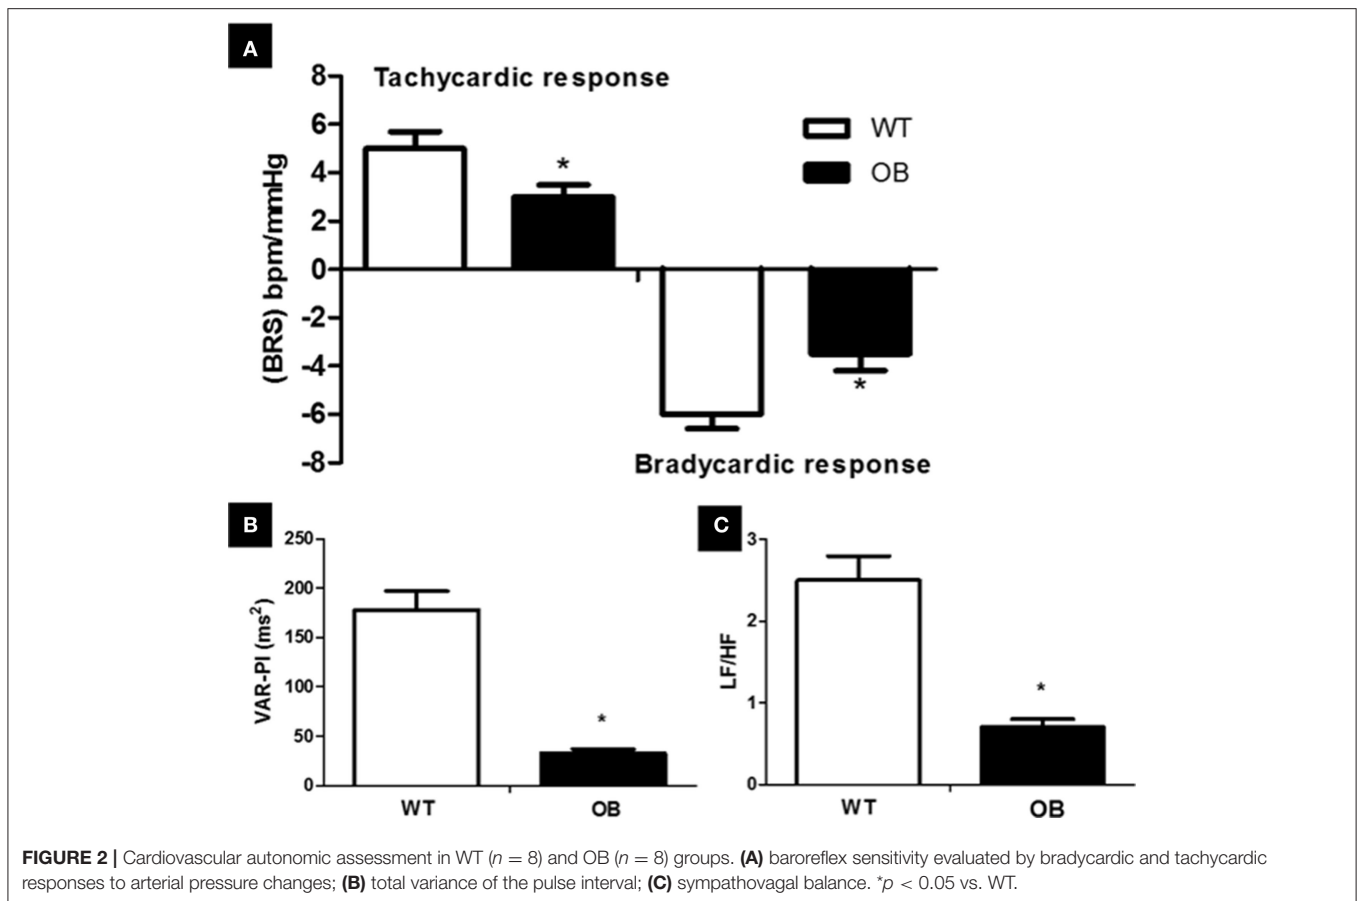 A
Tachycardic response
WT
OB
8
6
4
2
0
-2
-4
-6
-8
(BRS) bpm/mmHg
*
*
Bradycardic response
B
250
200
150
100
50
0
VAR-PI (ms²)
*
WT OB
C
3
2
1
0
LF/HF
*
WT OB
FIGURE 2 | Cardiovascular autonomic assessment in WT (n = 8) and OB (n = 8) groups. (A) baroreflex sensitivity evaluated by bradycardic and tachycardic
responses to arterial pressure changes; (B) total variance of the pulse interval; (C) sympathovagal balance. *p < 0.05 vs. WT.